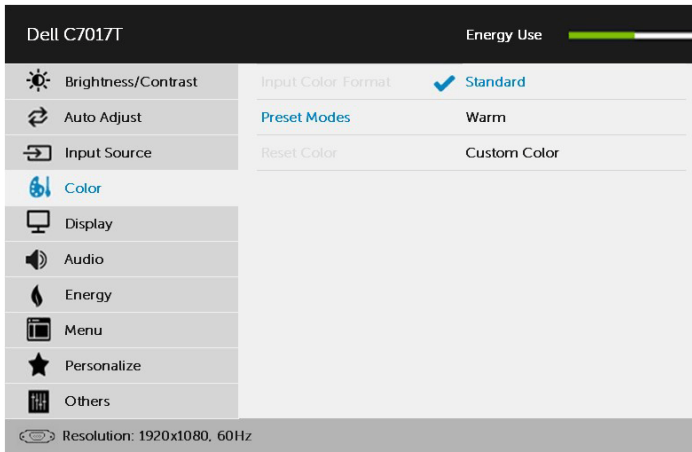 Dell C7017T Energy Use
Brightness/Contrast Input Color Format Standard
Auto Adjust Preset Modes Warm
Input Source Reset Color Custom Color
Color
Display
Audio
Energy
Menu
Personalize
Others
Resolution: 1920x1080, 60Hz